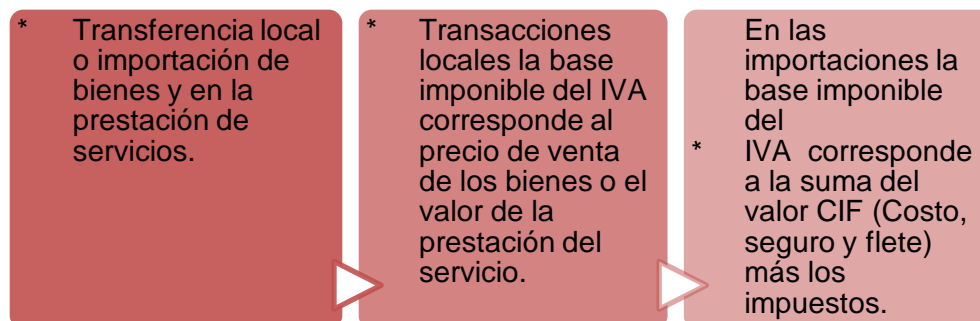 * Transferencia local
o importación de
bienes y en la
prestación de
servicios.
* Transacciones
locales la base
imponible del IVA
corresponde al
precio de venta
de los bienes o el
valor de la
prestación del
servicio.
En las
importaciones la
base imponible
del
* IVA corresponde
a la suma del
valor CIF (Costo,
seguro y flete)
más los
impuestos.